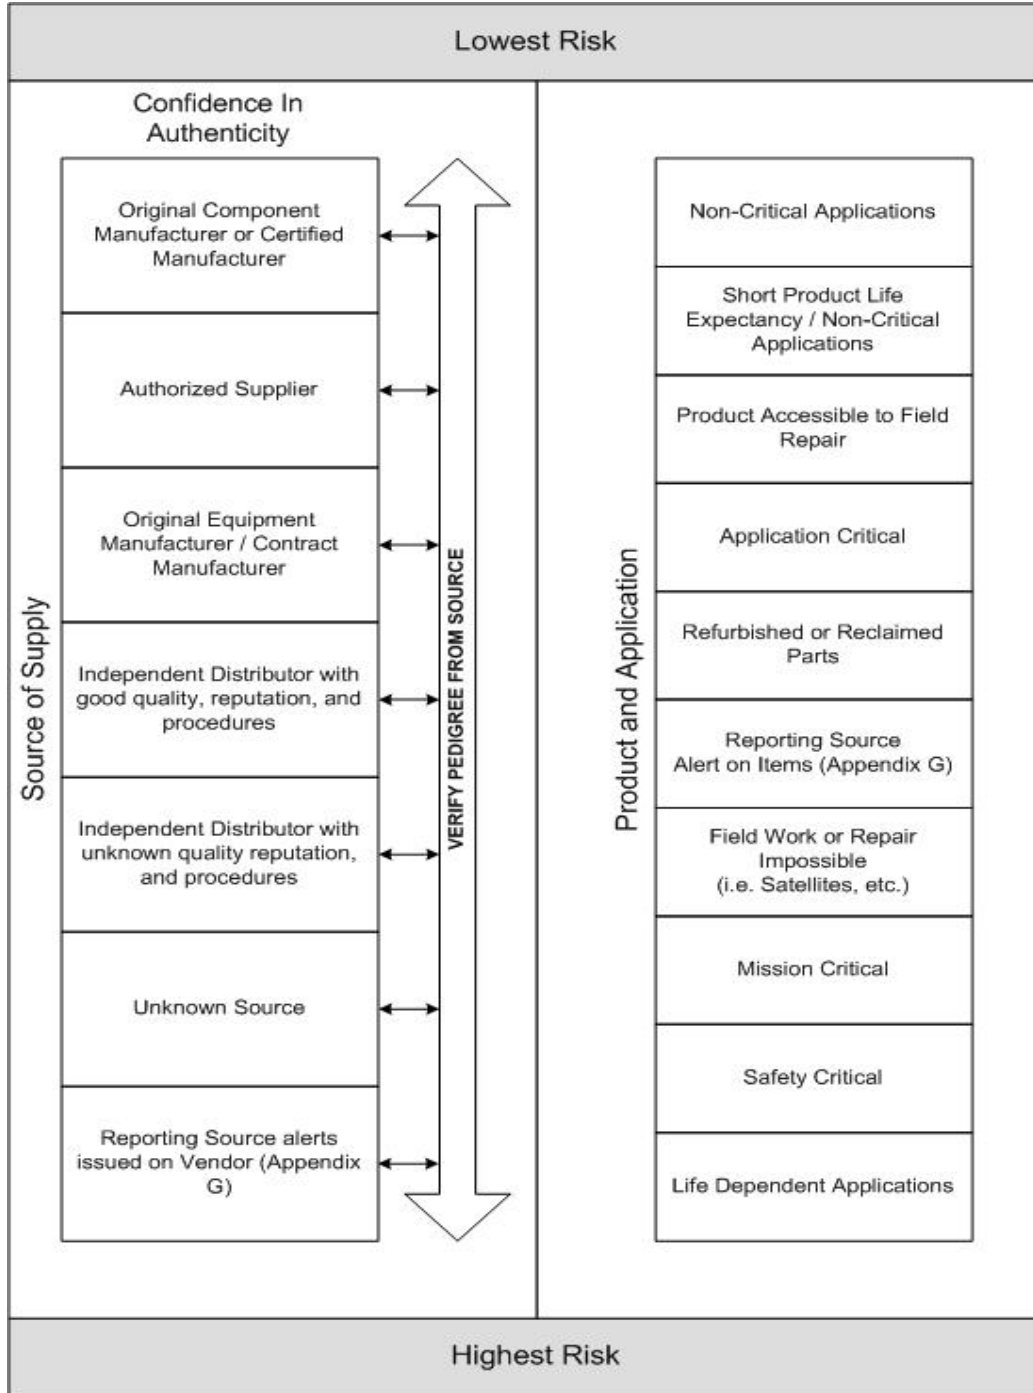 Lowest Risk
Confidence In
Authenticity
Source of Supply
Original Component
Manufacturer or Certified
Manufacturer
Authorized Supplier
Original Equipment
Manufacturer / Contract
Manufacturer
Independent Distributor with
good quality, reputation, and
procedures
Independent Distributor with
unknown quality reputation,
and procedures
Unknown Source
Reporting Source alerts
issued on Vendor (Appendix
G)
VERIFY PEDIGREE FROM SOURCE
Product and Application
Non-Critical Applications
Short Product Life
Expectancy / Non-Critical
Applications
Product Accessible to Field
Repair
Application Critical
Refurbished or Reclaimed
Parts
Reporting Source
Alert on Items (Appendix G)
Field Work or Repair
Impossible
(i.e. Satellites, etc.)
Mission Critical
Safety Critical
Life Dependent Applications
Highest Risk